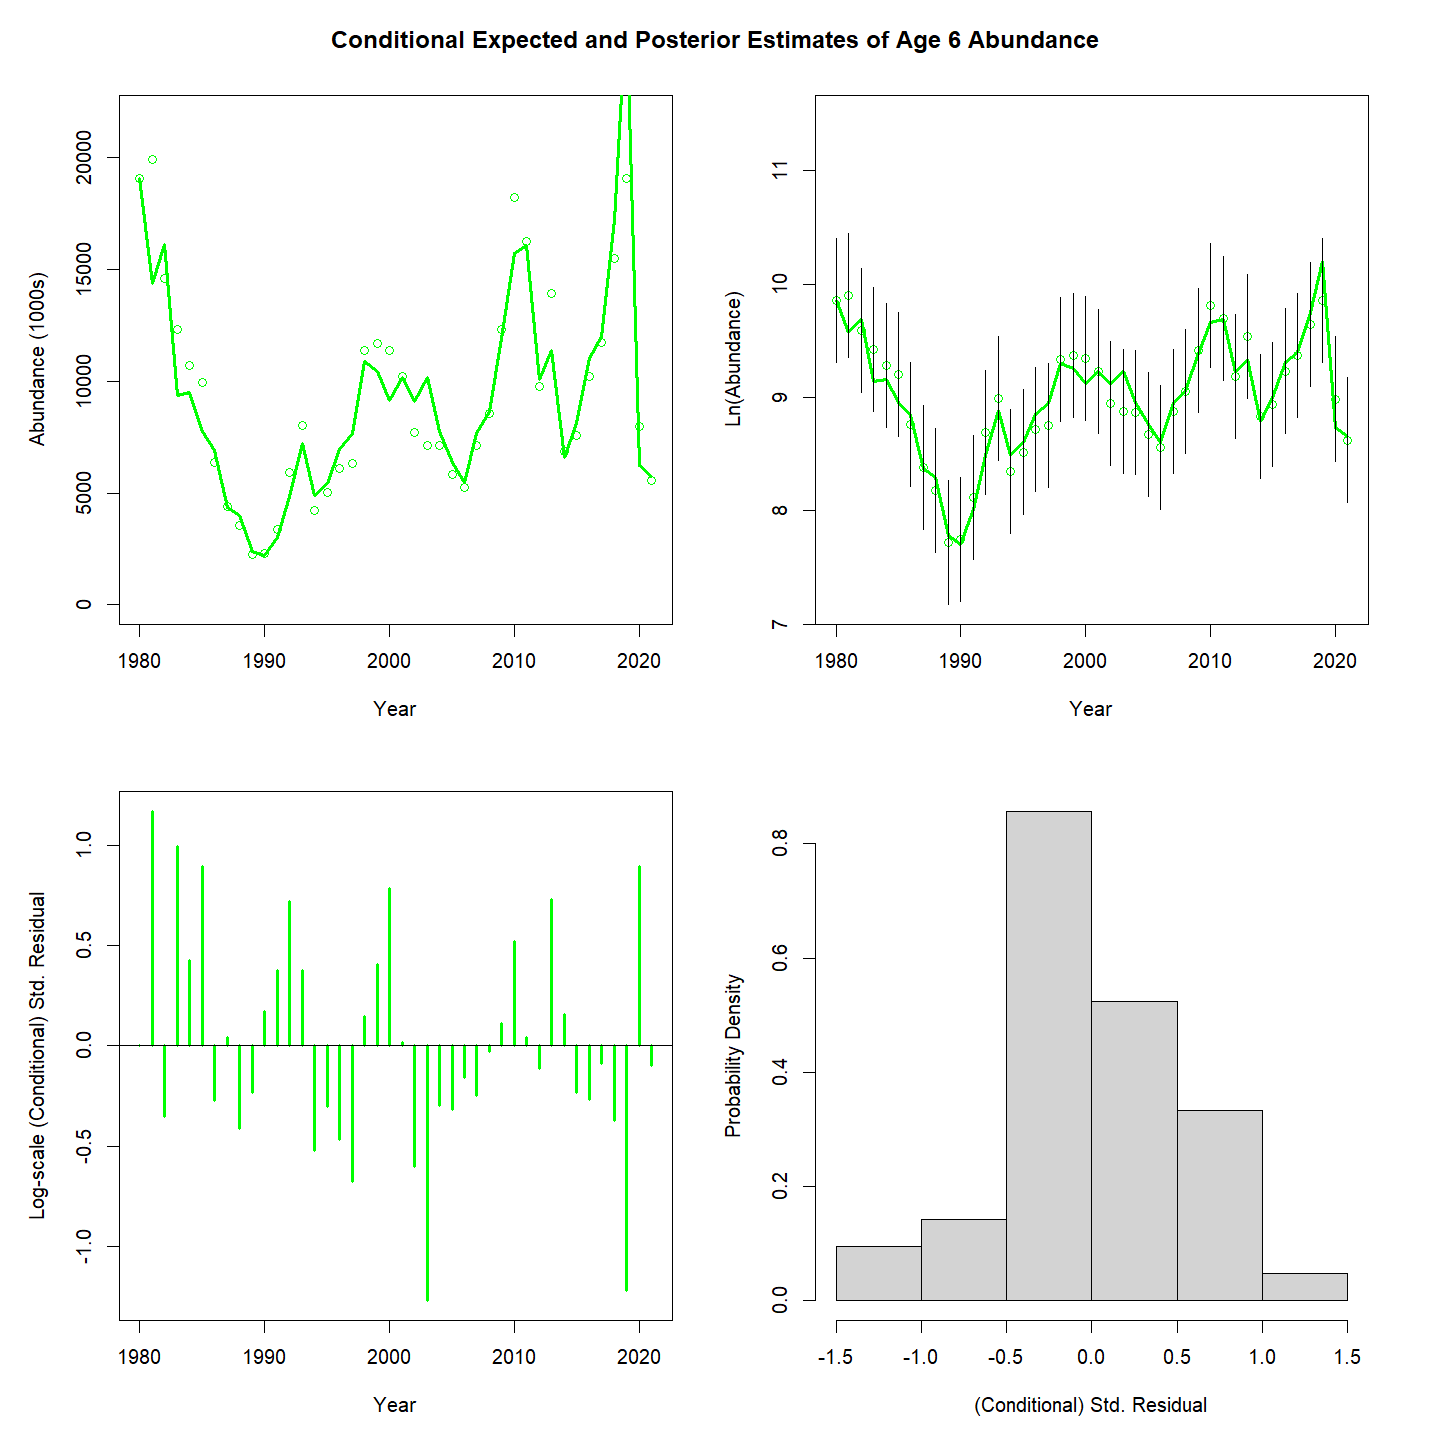 Conditional Expected and Posterior Estimates of Age 6 Abundance
Abundance (1000s)
20000
15000
10000
5000
0
1980 1990 2000 2010 2020
Year
Ln(Abundance)
11
10
9
8
7
1980 1990 2000 2010 2020
Year
Log-scale (Conditional) Std. Residual
1.0
0.5
0.0
-0.5
-1.0
1980 1990 2000 2010 2020
Year
Probability Density
0.8
0.6
0.4
0.2
0.0
-1.5 -1.0 -0.5 0.0 0.5 1.0 1.5
(Conditional) Std. Residual